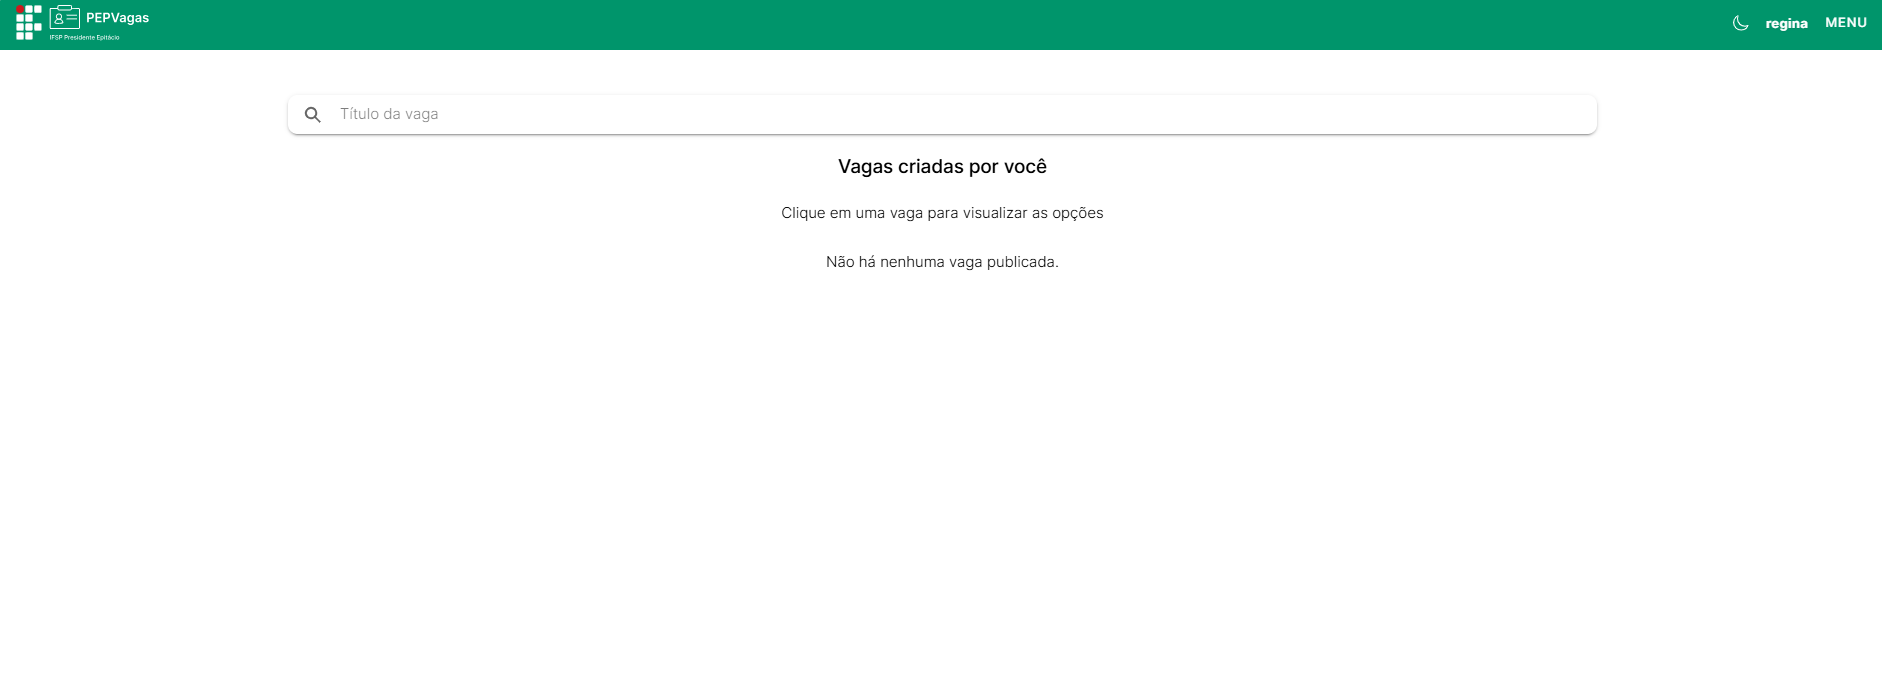 PEPVagas
IFSP Presidente Epitácio
regina
MENU
Título da vaga
Vagas criadas por você
Clique em uma vaga para visualizar as opções
Não há nenhuma vaga publicada.